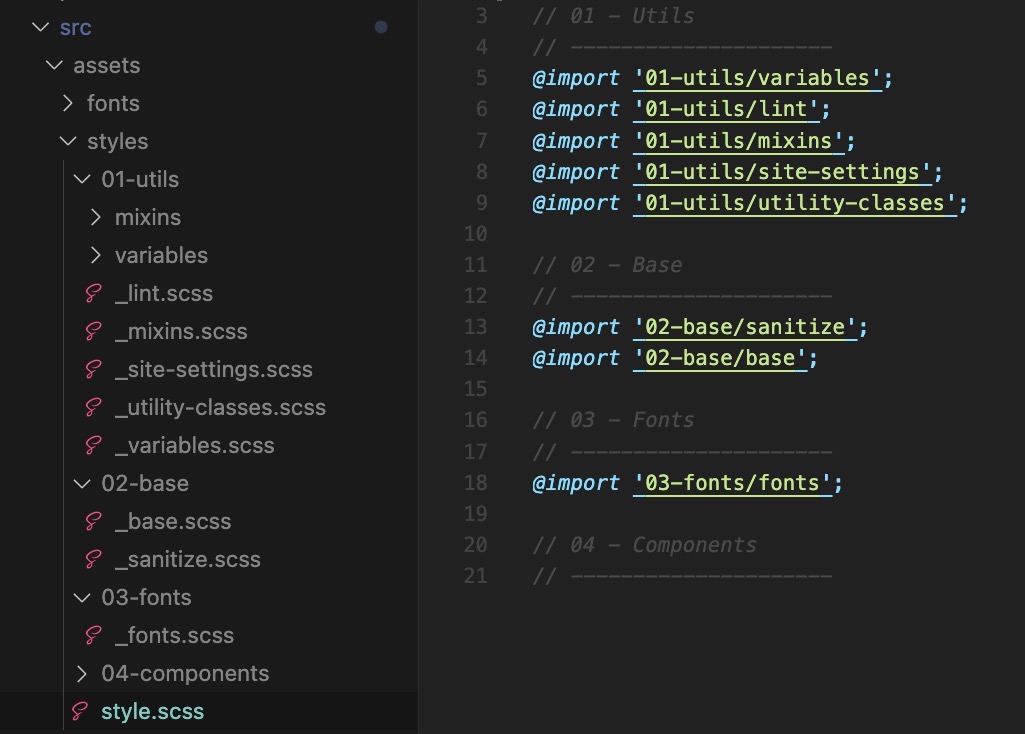 src
assets
fonts
styles
01-utils
mixins
variables
_lint.scss
_mixins.scss
_site-settings.scss
_utility-classes.scss
_variables.scss
02-base
_base.scss
_sanitize.scss
03-fonts
_fonts.scss
04-components
style.scss
3 // 01 - Utils
4 // ---------------------
5 @import '01-utils/variables';
6 @import '01-utils/lint';
7 @import '01-utils/mixins';
8 @import '01-utils/site-settings';
9 @import '01-utils/utility-classes';
10
11 // 02 - Base
12 // ---------------------
13 @import '02-base/sanitize';
14 @import '02-base/base';
15
16 // 03 - Fonts
17 // ---------------------
18 @import '03-fonts/fonts';
19
20 // 04 - Components
21 // ---------------------